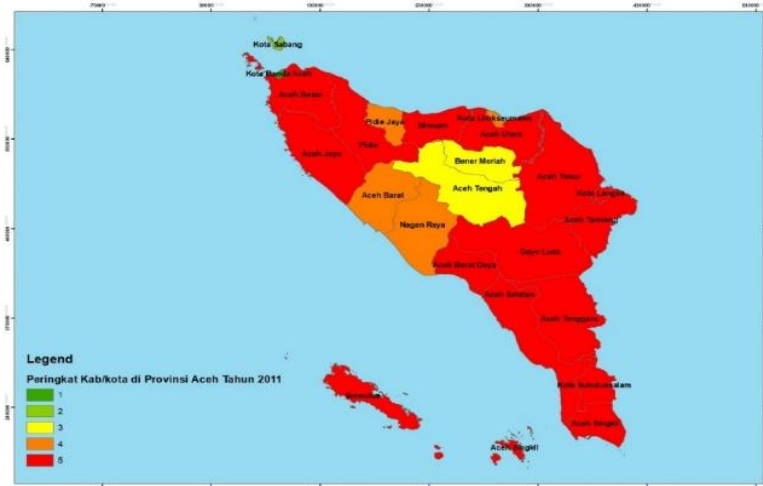 Kota Sabang
Kota Banda Aceh
Aceh Besar
Pidie Jaya
Bireuen
Kota Lhokseumawe
Aceh Utara
Aceh Jaya
Pidie
Bener Meriah
Aceh Timur
Aceh Barat
Aceh Tengah
Kota Langsa
Aceh Tamiang
Nagan Raya
Gayo Lues
Aceh Barat Daya
Aceh Selatan
Aceh Tenggara
Kota Subulussalam
Simeulue
Aceh Singkil
Aceh Singkil
Legend
Peringkat Kab/kota di Provinsi Aceh Tahun 2011
1
2
3
4
5